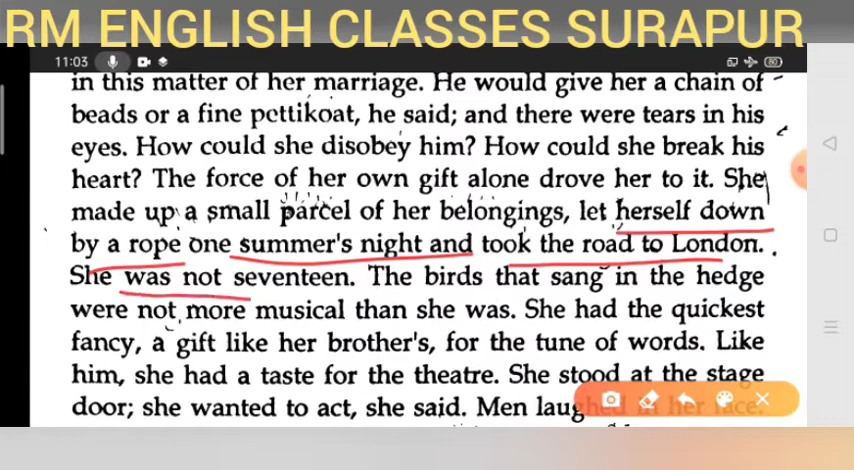 RM ENGLISH CLASSES SURAPUR
11:03
80
in this matter of her marriage. He would give her a chain of
beads or a fine pettikoat, he said; and there were tears in his
eyes. How could she disobey him? How could she break his
heart? The force of her own gift alone drove her to it. She
made up a small parcel of her belongings, let herself down
by a rope one summer's night and took the road to London.
She was not seventeen. The birds that sang in the hedge
were not more musical than she was. She had the quickest
fancy, a gift like her brother's, for the tune of words. Like
him, she had a taste for the theatre. She stood at the stage
door; she wanted to act, she said. Men laughed in her face.